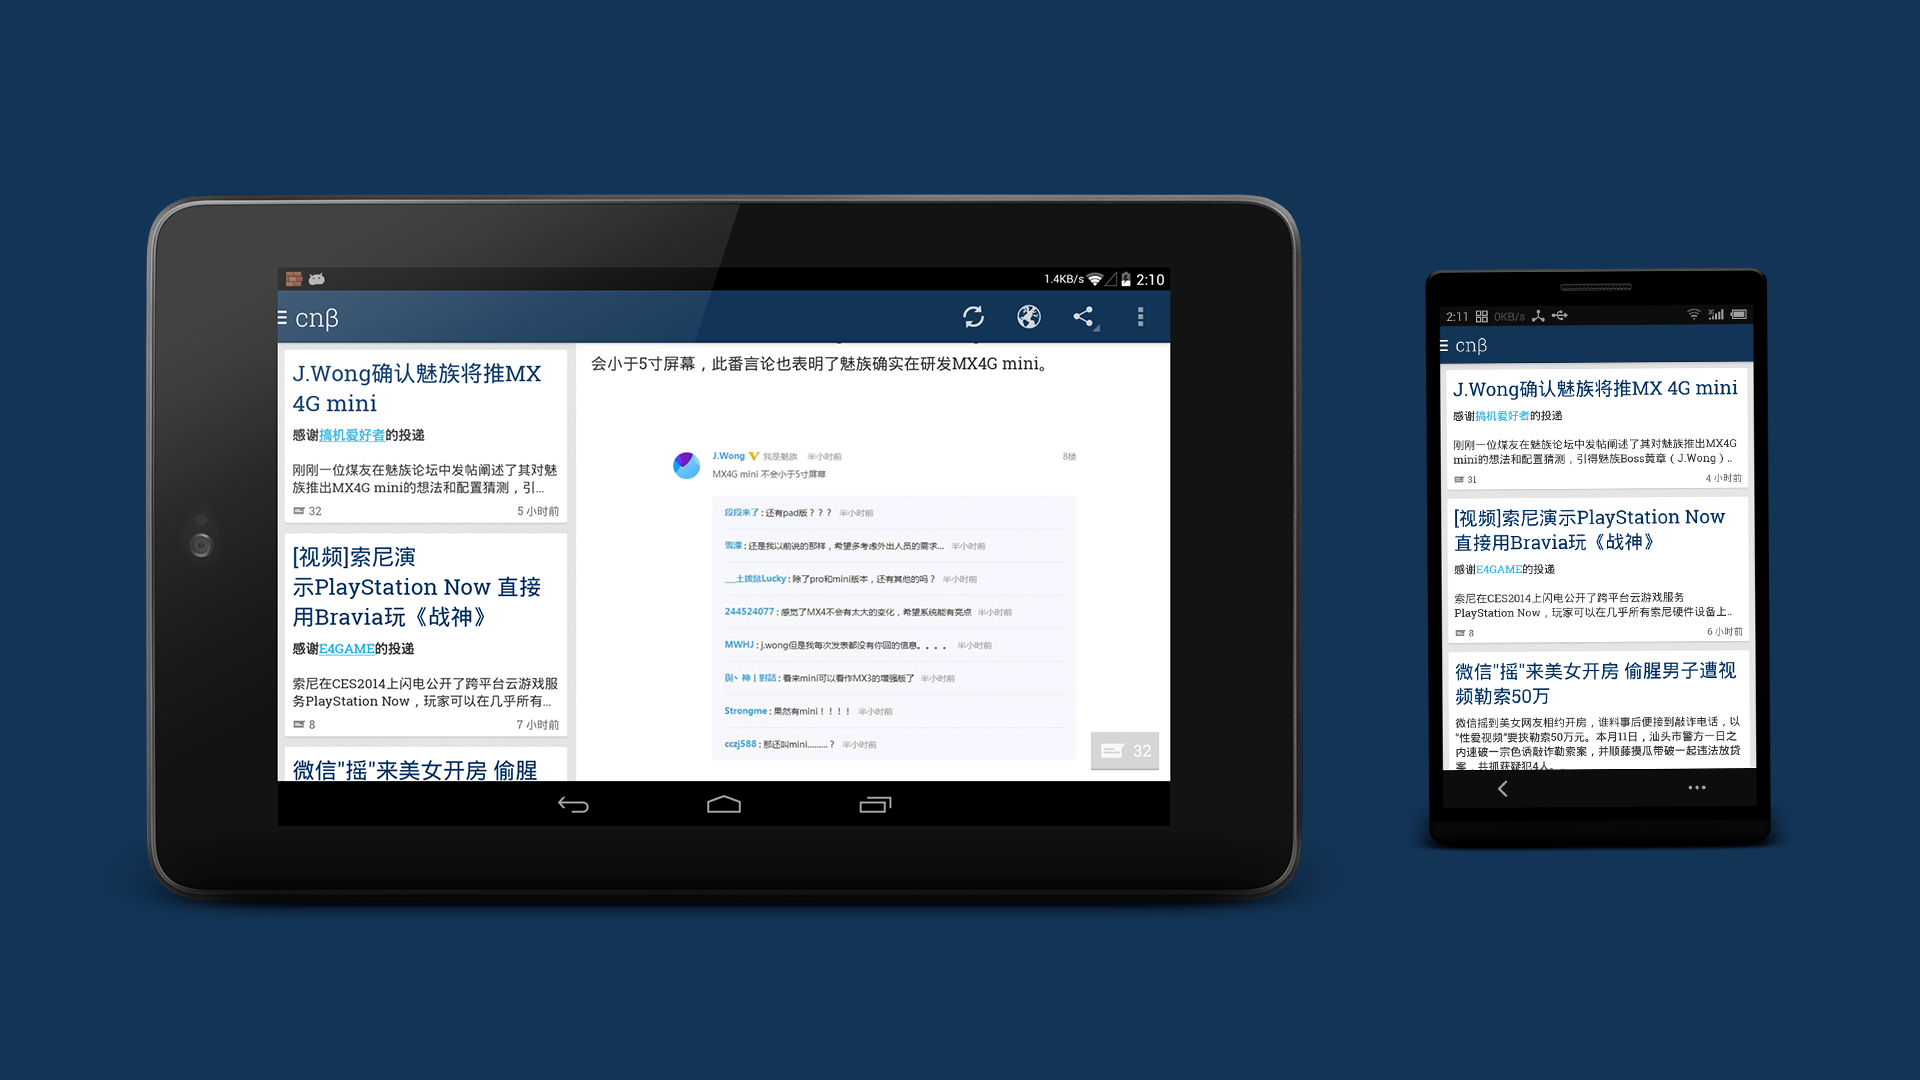 1.4KB/s 2:10
cnβ
J.Wong确认魅族将推MX
4G mini
感谢搞机爱好者的投递
刚刚一位煤友在魅族论坛中发帖阐述了其对魅
族推出MX4G mini的想法和配置猜测，引...
32 5 小时前
[视频]索尼演
示PlayStation Now 直接
用Bravia玩《战神》
感谢E4GAME的投递
索尼在CES2014上闪电公开了跨平台云游戏服
务PlayStation Now，玩家可以在几乎所有...
8 7 小时前
微信"摇"来美女开房 偷腥
会小于5寸屏幕，此番言论也表明了魅族确实在研发MX4G mini。
J.Wong 我是魅族 半小时前 8楼
MX4G mini 不会小于5寸屏幕
段段来了：还有pad版？？？ 半小时前
雪潭：还是我以前说的那样，希望多考虑外出人员的需求... 半小时前
__土拨鼠Lucky：除了pro和mini版本，还有其他的吗？ 半小时前
244524077：感觉了MX4不会有太大的变化，希望系统能有亮点 半小时前
MWHJ：j.wong但是我每次发表都没有你回的信息。。。。 半小时前
與丶神丨對話：看来mini可以看作MX3的增强版了 半小时前
Strongme：果然有mini！！！！ 半小时前
cczj588：那还叫mini.........？ 半小时前
32
2:11 0KB/s
cnβ
J.Wong确认魅族将推MX 4G mini
感谢搞机爱好者的投递
刚刚一位煤友在魅族论坛中发帖阐述了其对魅族推出MX4G
mini的想法和配置猜测，引得魅族Boss黄章（J.Wong）..
31 4 小时前
[视频]索尼演示PlayStation Now
直接用Bravia玩《战神》
感谢E4GAME的投递
索尼在CES2014上闪电公开了跨平台云游戏服务
PlayStation Now，玩家可以在几乎所有索尼硬件设备上..
8 6 小时前
微信"摇"来美女开房 偷腥男子遭视
频勒索50万
微信摇到美女网友相约开房，谁料事后便接到敲诈电话，以
“性爱视频”要挟勒索50万元。本月11日，汕头市警方一日之
内速破一宗色诱敲诈勒索案，并顺藤摸瓜带破一起违法放贷
案，共抓获疑犯4人。..